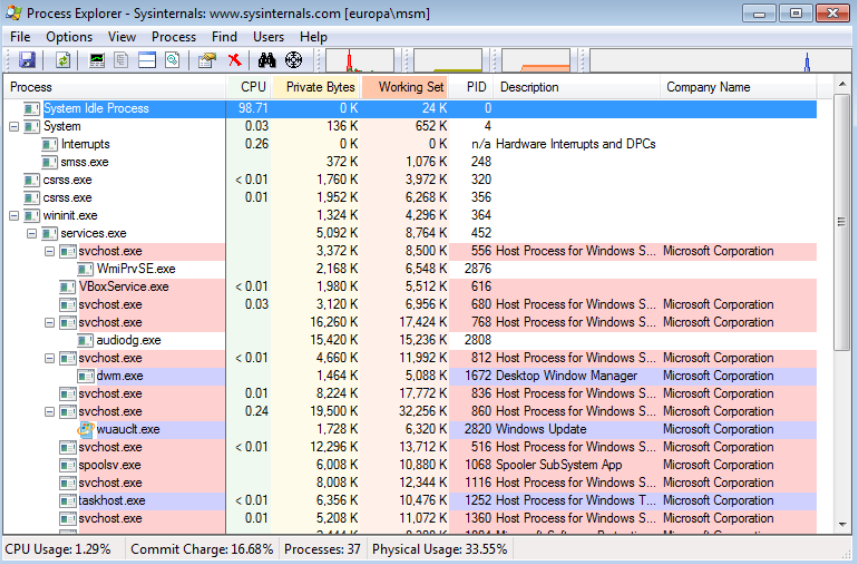 Process Explorer - Sysinternals: www.sysinternals.com [europa\msm]
File Options View Process Find Users Help
Process CPU Private Bytes Working Set PID Description Company Name
System Idle Process 98.71 0 K 24 K 0
System 0.03 136 K 652 K 4
Interrupts 0.26 0 K 0 K n/a Hardware Interrupts and DPCs
smss.exe 372 K 1,076 K 248
csrss.exe < 0.01 1,760 K 3,972 K 320
csrss.exe 0.01 1,952 K 6,268 K 356
wininit.exe 1,324 K 4,296 K 364
services.exe 5,092 K 8,764 K 452
svchost.exe 3,372 K 8,500 K 556 Host Process for Windows S... Microsoft Corporation
WmiPrvSE.exe 2,168 K 6,548 K 2876
VBoxService.exe < 0.01 1,980 K 5,512 K 616
svchost.exe 0.03 3,120 K 6,956 K 680 Host Process for Windows S... Microsoft Corporation
svchost.exe 16,260 K 17,424 K 768 Host Process for Windows S... Microsoft Corporation
audiodg.exe 15,420 K 15,236 K 2808
svchost.exe < 0.01 4,660 K 11,992 K 812 Host Process for Windows S... Microsoft Corporation
dwm.exe 1,464 K 5,088 K 1672 Desktop Window Manager Microsoft Corporation
svchost.exe 0.01 8,224 K 17,772 K 836 Host Process for Windows S... Microsoft Corporation
svchost.exe 0.24 19,500 K 32,256 K 860 Host Process for Windows S... Microsoft Corporation
wuauclt.exe 1,728 K 6,320 K 2820 Windows Update Microsoft Corporation
svchost.exe < 0.01 12,296 K 13,712 K 516 Host Process for Windows S... Microsoft Corporation
spoolsv.exe 6,008 K 10,880 K 1068 Spooler SubSystem App Microsoft Corporation
svchost.exe 8,008 K 12,344 K 1116 Host Process for Windows S... Microsoft Corporation
taskhost.exe < 0.01 6,356 K 10,476 K 1252 Host Process for Windows T... Microsoft Corporation
svchost.exe 0.01 5,208 K 11,072 K 1360 Host Process for Windows S... Microsoft Corporation
CPU Usage: 1.29% Commit Charge: 16.68% Processes: 37 Physical Usage: 33.55%